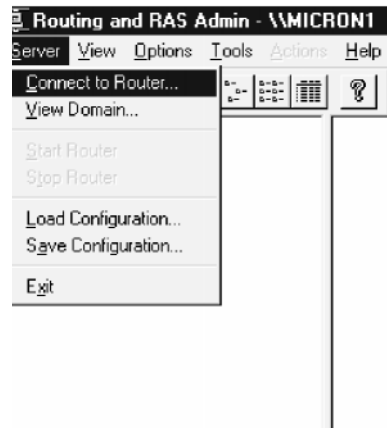 Routing and RAS Admin - \\MICRON1
Server View Options Tools Actions Help
Connect to Router...
View Domain...
Start Router
Stop Router
Load Configuration...
Save Configuration...
Exit